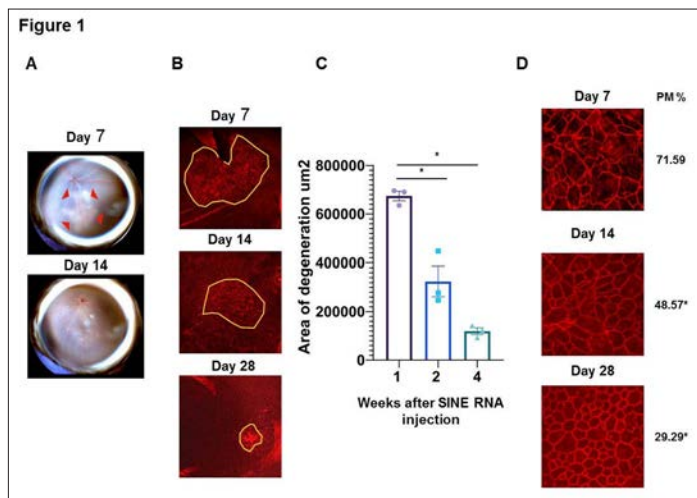 Figure 1
A
B
C
D
Day 7
Day 14
Day 7
Day 14
Day 28
Area of degeneration um2
800000
600000
400000
200000
0
*
*
1 2 4
Weeks after SINE RNA
injection
Day 7
PM %
71.59
Day 14
48.57*
Day 28
29.29*